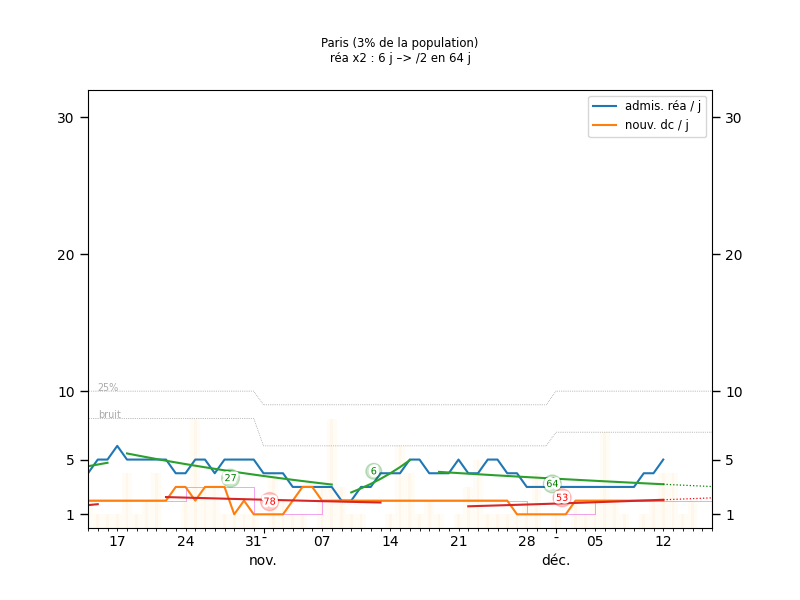 Paris (3% de la population)
réa x2 : 6 j –> /2 en 64 j
admis. réa / j
nouv. dc / j
30 30
20 20
10 10
25%
bruit
5 5
27 6 64
78 53
1 1
17 24 31 07 14 21 28 05 12
nov. déc.